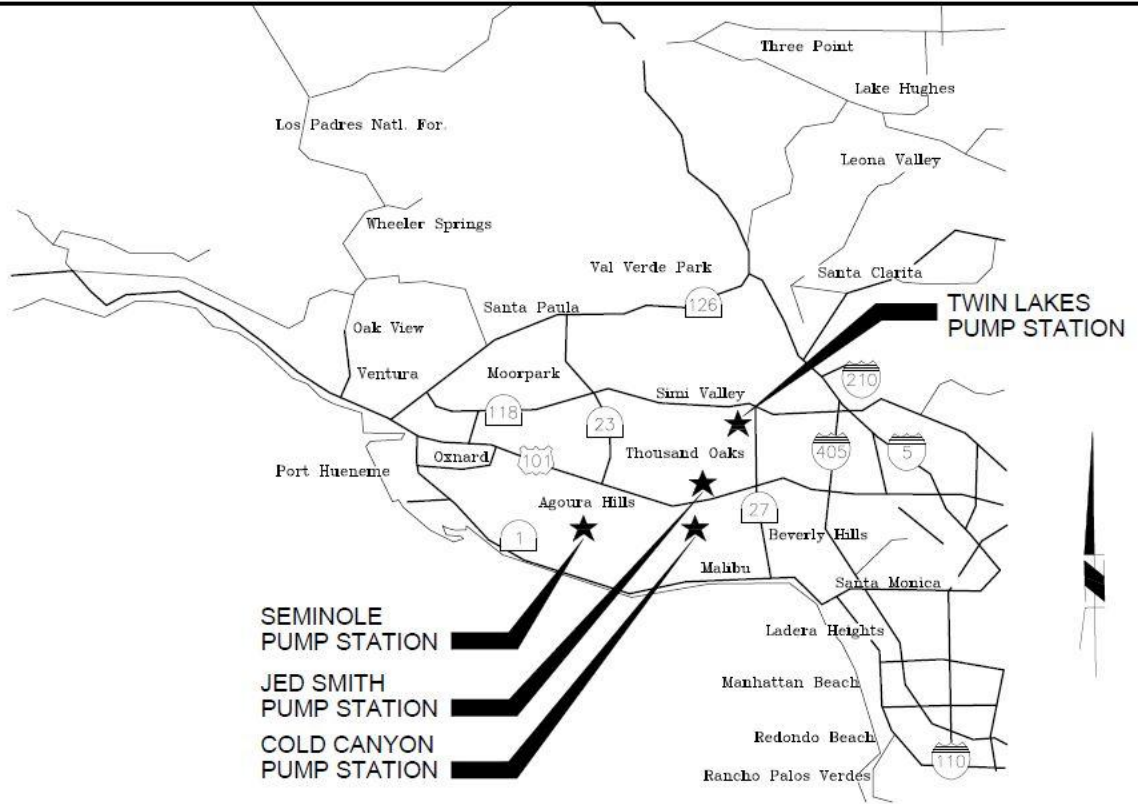 Three Point
Lake Hughes
Los Padres Natl. For.
Leona Valley
Wheeler Springs
Val Verde Park
Santa Clarita
Santa Paula
126
TWIN LAKES
PUMP STATION
Oak View
Ventura
Moorpark
Simi Valley
210
118
23
Thousand Oaks
405
5
Oxnard
101
Port Hueneme
Agoura Hills
27
1
Beverly Hills
Malibu
Santa Monica
SEMINOLE
PUMP STATION
Ladera Heights
JED SMITH
PUMP STATION
Manhattan Beach
COLD CANYON
PUMP STATION
Redondo Beach
110
Rancho Palos Verdes